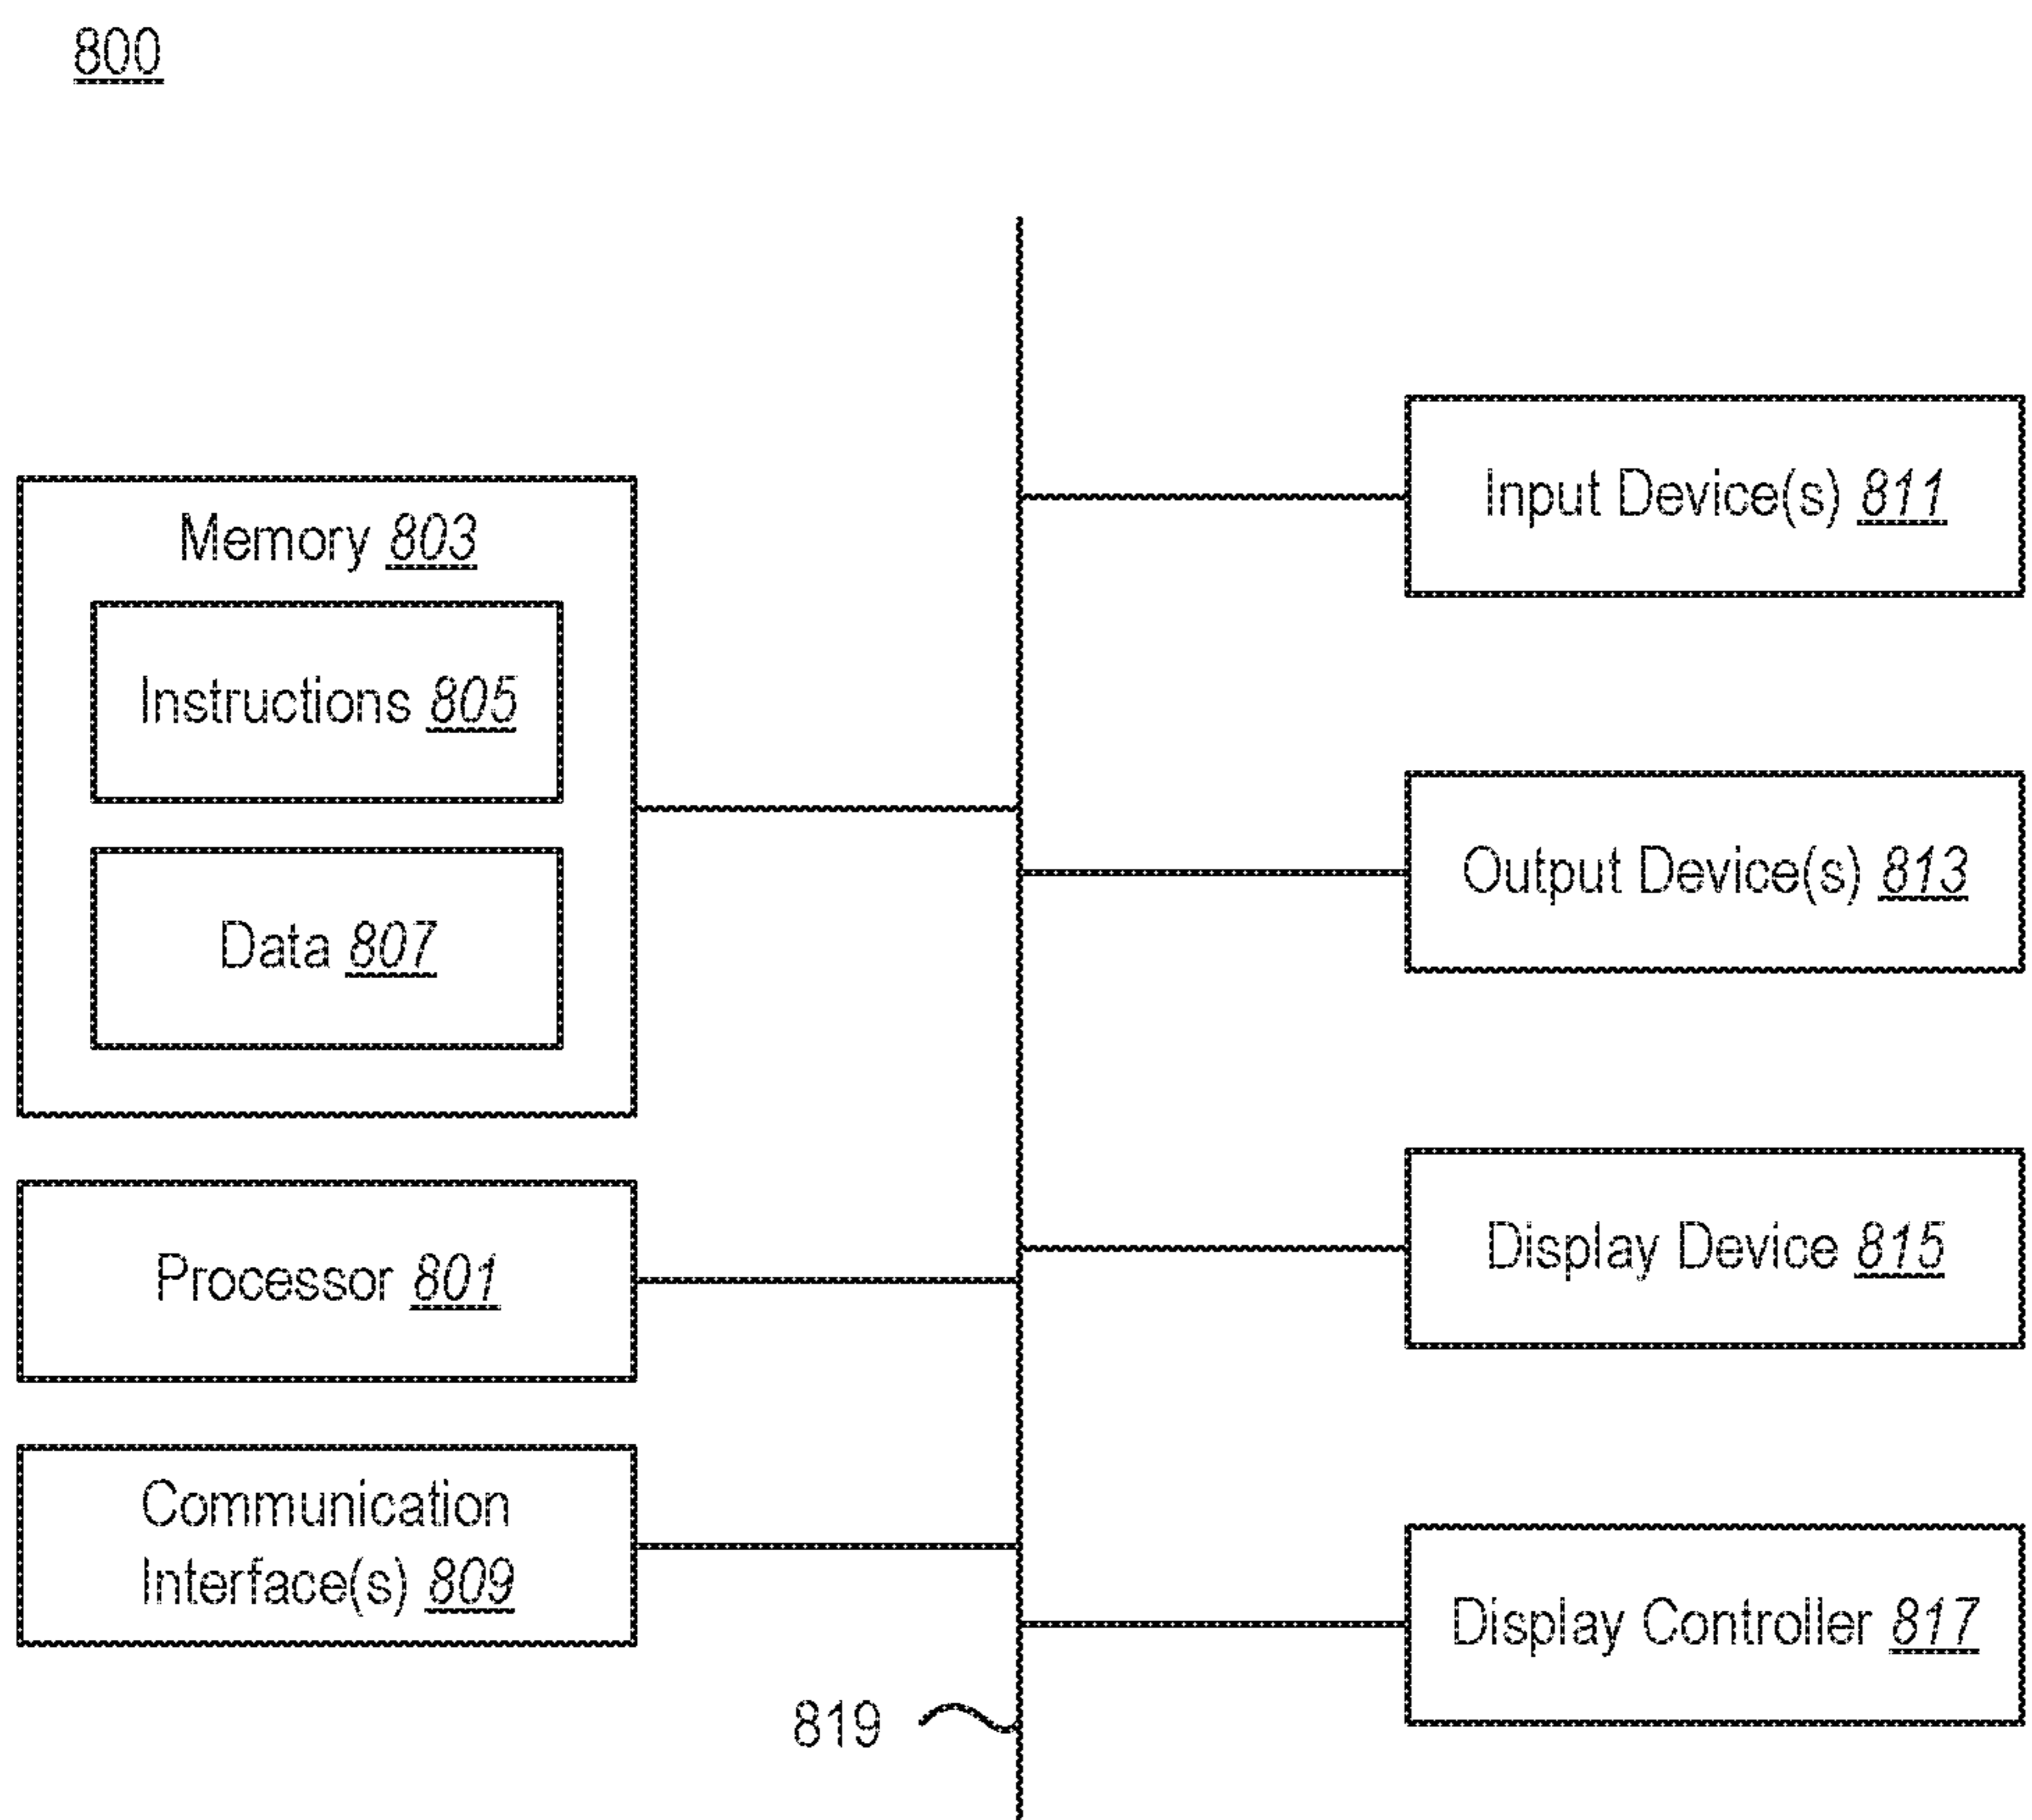 800
Memory 803
Instructions 805
Data 807
Processor 801
Communication
Interface(s) 809
Input Device(s) 811
Output Device(s) 813
Display Device 815
Display Controller 817
819